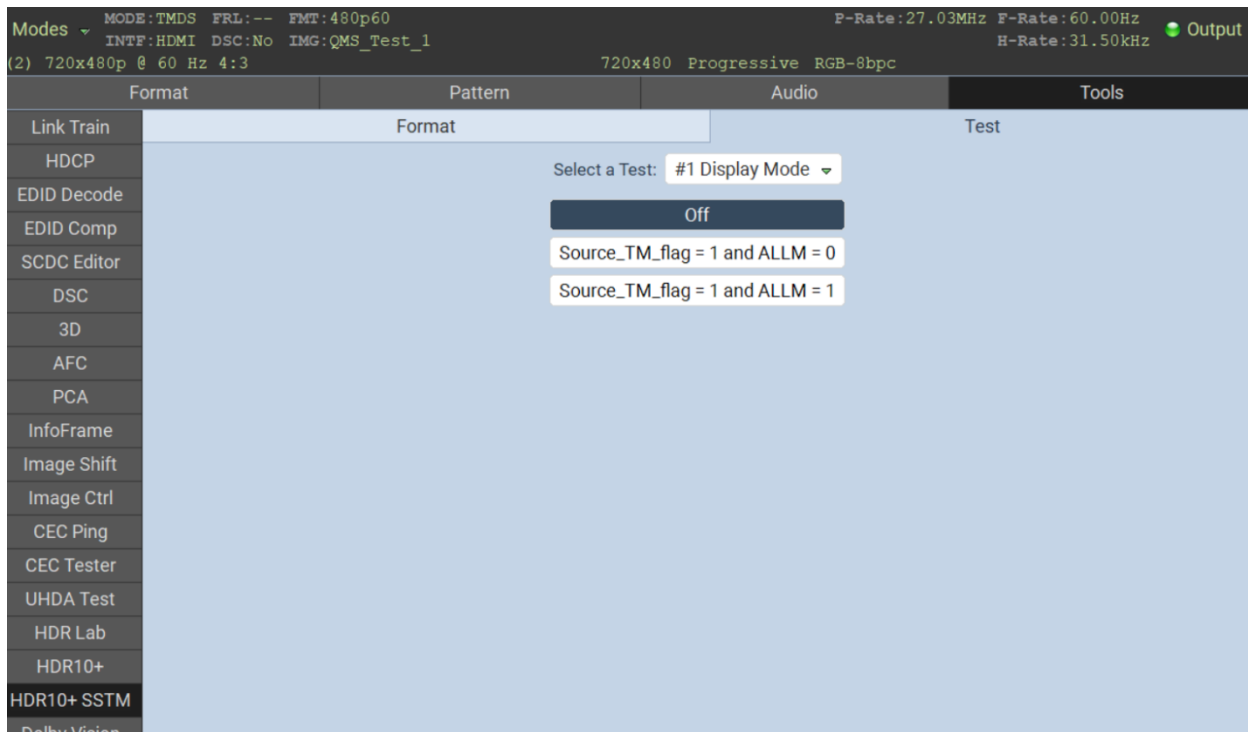 Modes MODE:TMDS FRL:-- FMT:480p60 P-Rate:27.03MHz F-Rate:60.00Hz Output
INTF:HDMI DSC:No IMG:QMS_Test_1 H-Rate:31.50kHz
(2) 720x480p @ 60 Hz 4:3 720x480 Progressive RGB-8bpc
Format Pattern Audio Tools
Link Train Format Test
HDCP
Select a Test: #1 Display Mode
EDID Decode
Off
EDID Comp
Source_TM_flag = 1 and ALLM = 0
SCDC Editor
Source_TM_flag = 1 and ALLM = 1
DSC
3D
AFC
PCA
InfoFrame
Image Shift
Image Ctrl
CEC Ping
CEC Tester
UHDA Test
HDR Lab
HDR10+
HDR10+ SSTM
Dolby Vision